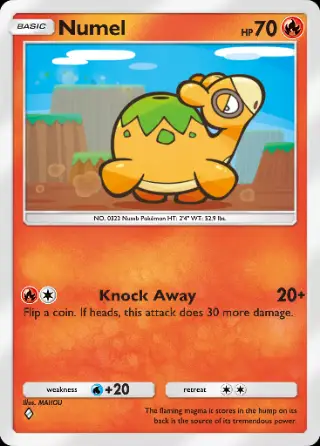 BASIC Numel HP 70
NO. 0322 Numb Pokémon HT: 2'4" WT: 52.9 lbs.
Knock Away 20+
Flip a coin. If heads, this attack does 30 more damage.
weakness +20 retreat
Illus. MAHOU
The flaming magma it stores in the hump on its
back is the source of its tremendous power.